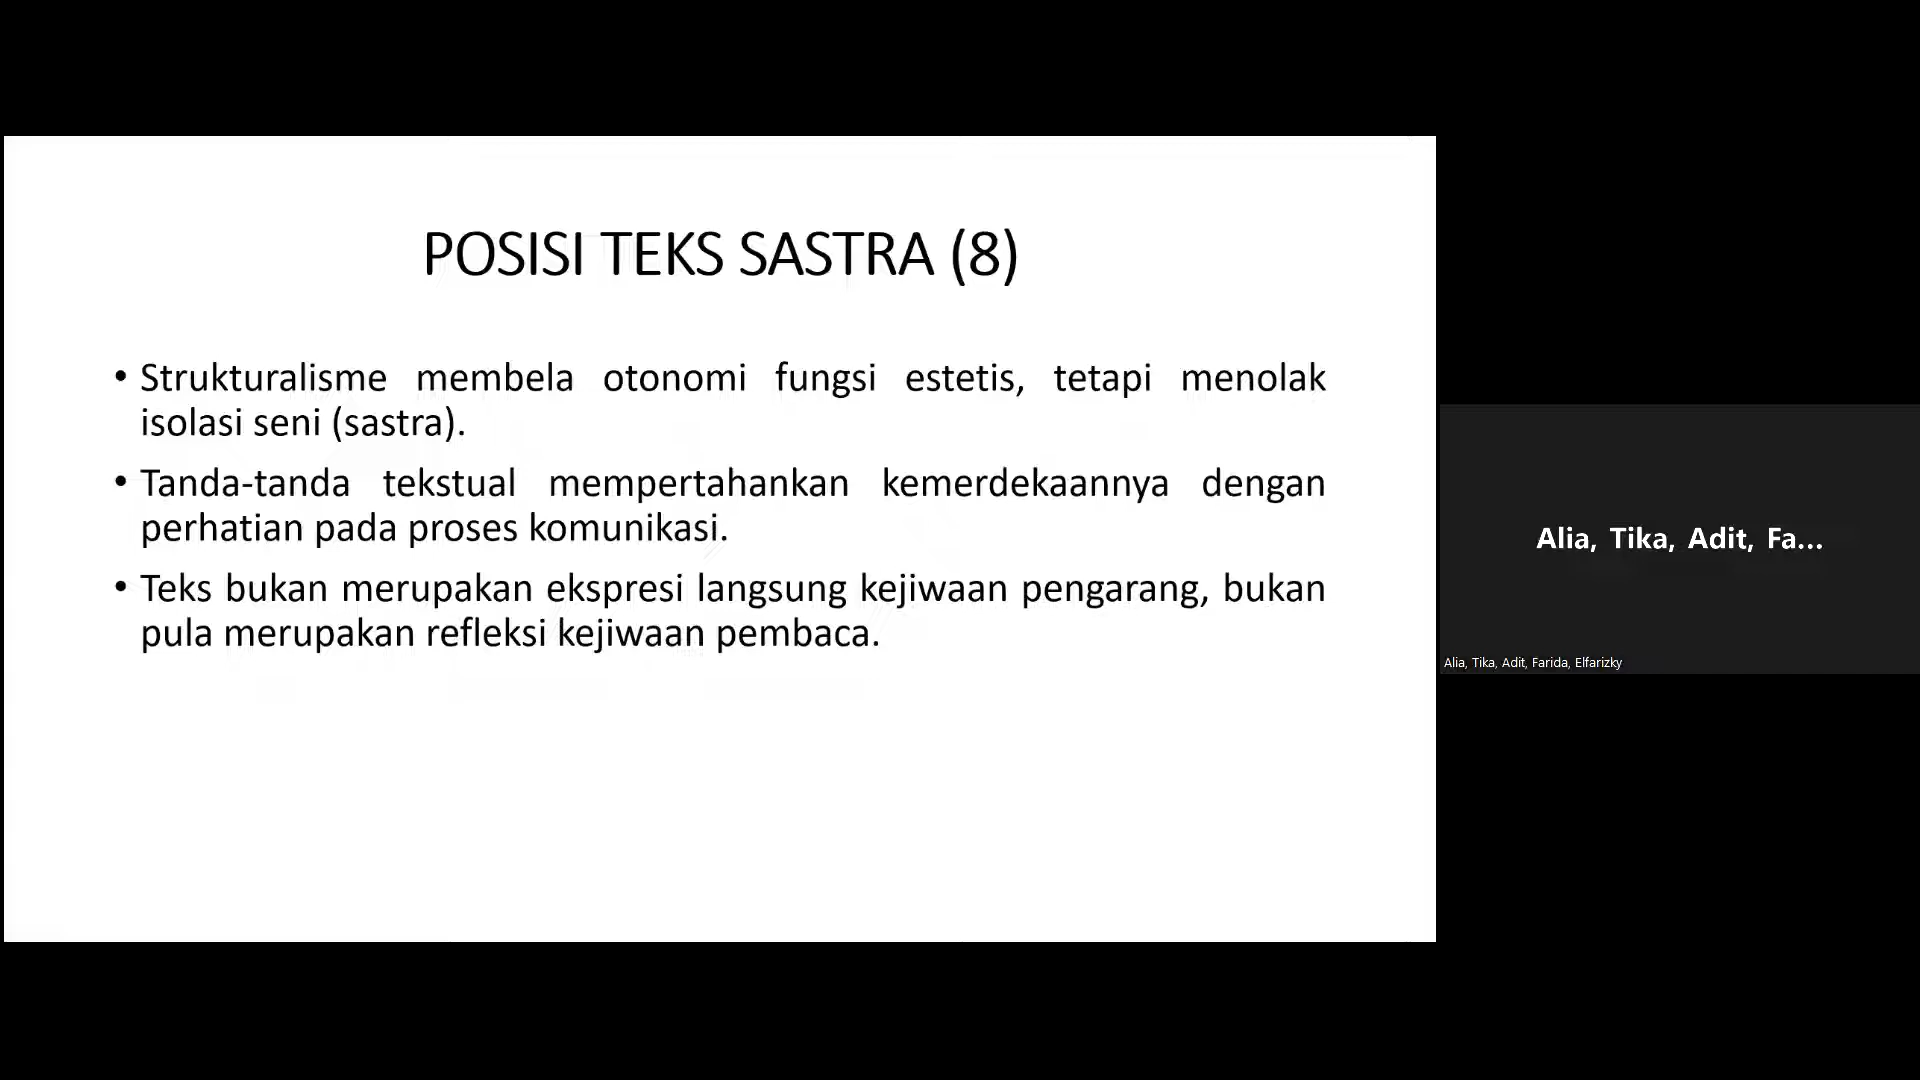 POSISI TEKS SASTRA (8)
• Strukturalisme membela otonomi fungsi estetis, tetapi menolak
isolasi seni (sastra).
• Tanda-tanda tekstual mempertahankan kemerdekaannya dengan
perhatian pada proses komunikasi.
• Teks bukan merupakan ekspresi langsung kejiwaan pengarang, bukan
pula merupakan refleksi kejiwaan pembaca.
Alia, Tika, Adit, Fa...
Alia, Tika, Adit, Farida, Elfarizky